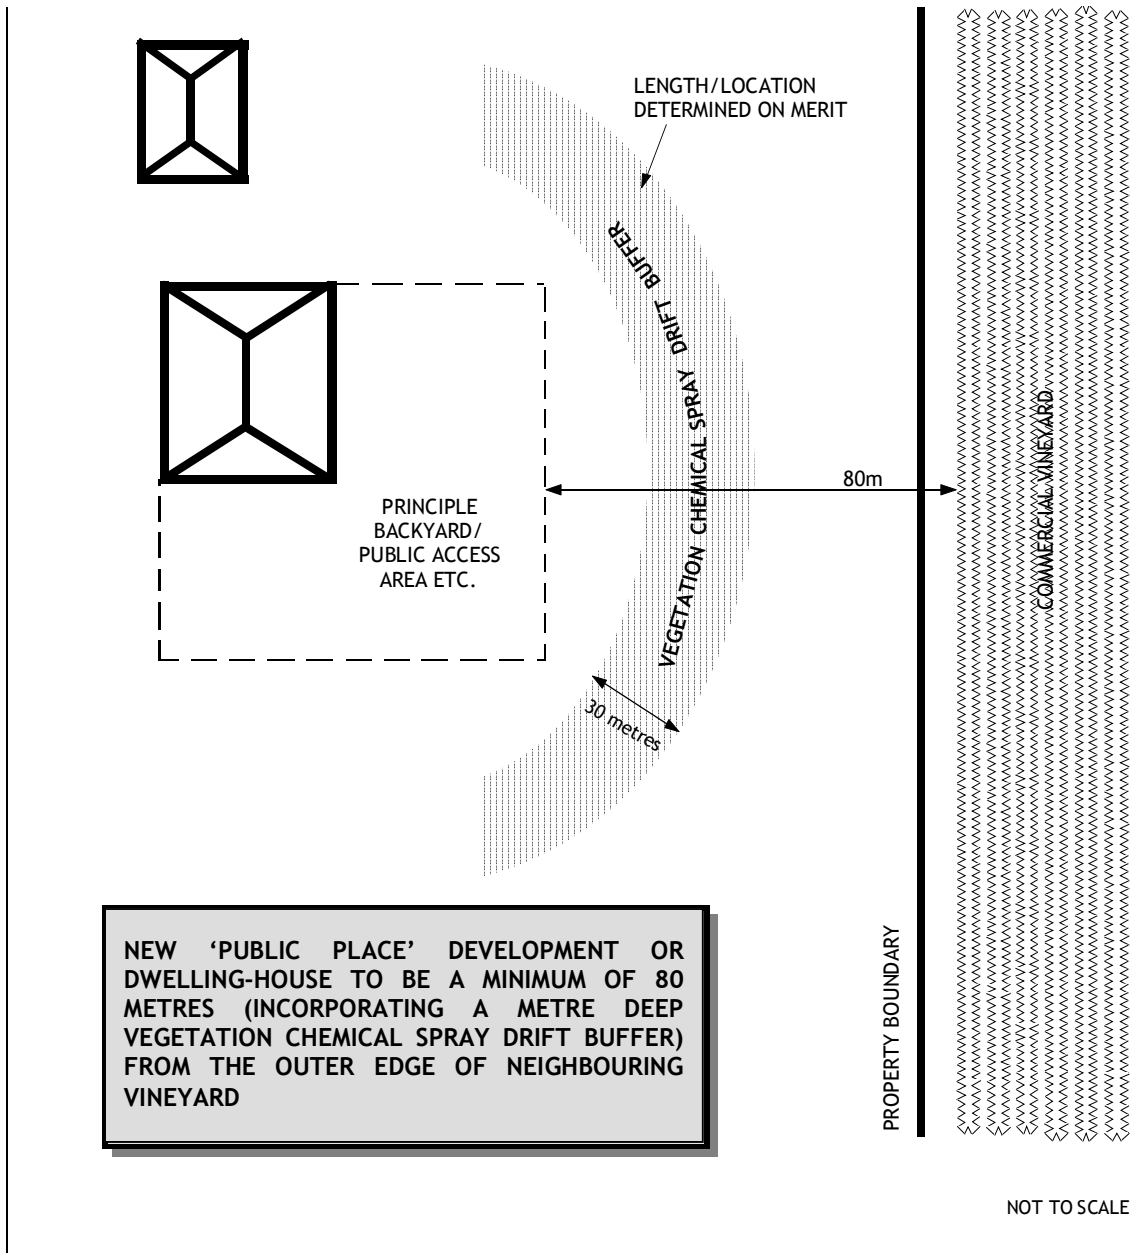 LENGTH/LOCATION
DETERMINED ON MERIT
VEGETATION CHEMICAL SPRAY DRIFT BUFFER
80m
COMMERCIAL VINEYARD
PRINCIPLE
BACKYARD/
PUBLIC ACCESS
AREA ETC.
30 metres
NEW ‘PUBLIC PLACE’ DEVELOPMENT OR
DWELLING-HOUSE TO BE A MINIMUM OF 80
METRES (INCORPORATING A METRE DEEP
VEGETATION CHEMICAL SPRAY DRIFT BUFFER)
FROM THE OUTER EDGE OF NEIGHBOURING
VINEYARD
PROPERTY BOUNDARY
NOT TO SCALE